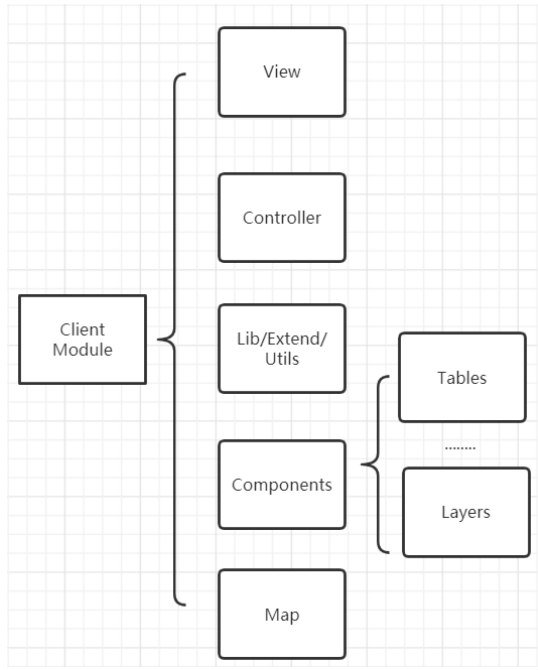 View
Controller
Client
Module
Lib/Extend/
Utils
Tables
........
Components
Layers
Map